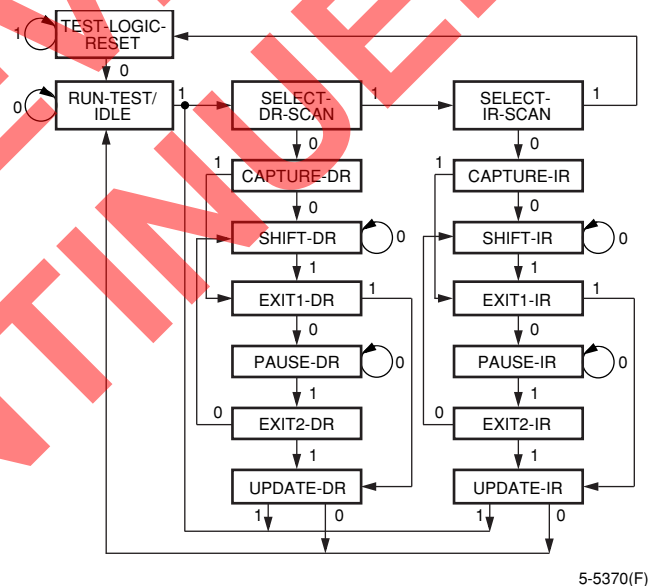 1
TEST-LOGIC-
RESET
0
0
RUN-TEST/
IDLE
1
SELECT-
DR-SCAN
1
SELECT-
IR-SCAN
1
0
0
1
CAPTURE-DR
1
CAPTURE-IR
0
0
SHIFT-DR
0
SHIFT-IR
0
1
1
EXIT1-DR
1
EXIT1-IR
1
0
0
PAUSE-DR
0
PAUSE-IR
0
1
1
0
EXIT2-DR
0
EXIT2-IR
1
1
UPDATE-DR
UPDATE-IR
1
0
1
0
5-5370(F)